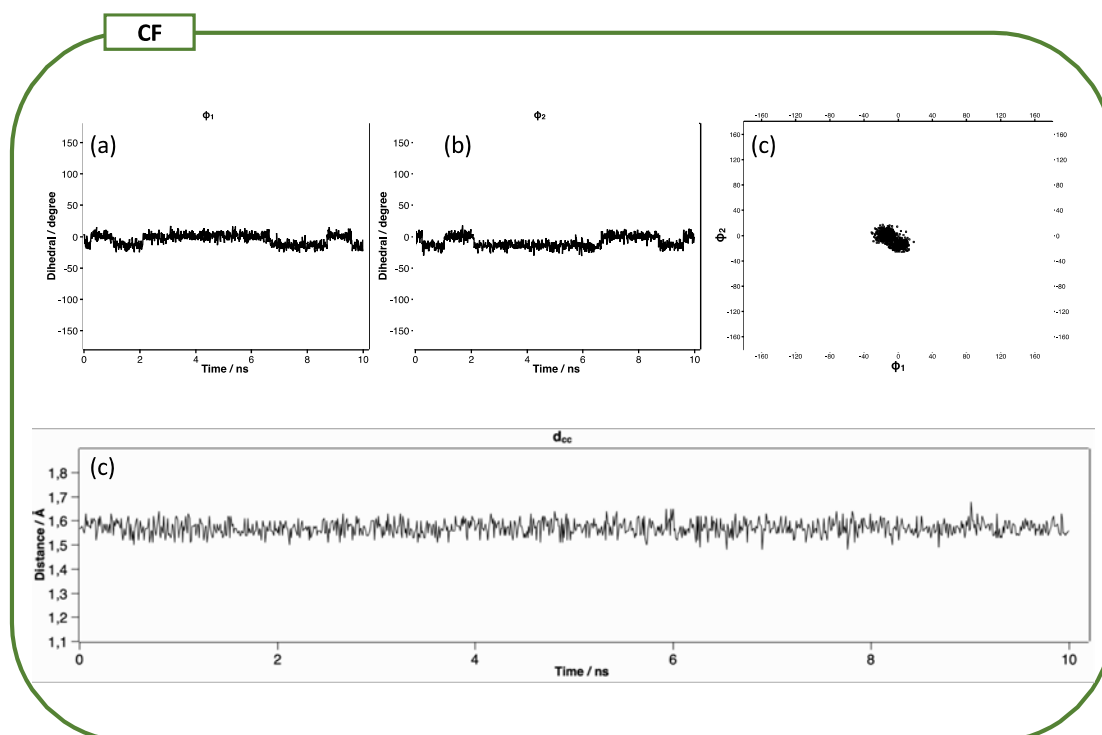 CF
ϕ₁
(a)
150
100
50
0
-50
-100
-150
Dihedral / degree
0 2 4 6 8 10
Time / ns
ϕ₂
(b)
150
100
50
0
-50
-100
-150
Dihedral / degree
0 2 4 6 8 10
Time / ns
-160 -120 -80 -40 0 40 80 120 160
(c)
160 160
120 120
80 80
40 40
0 -0
-40 -40
-80 -80
-120 -120
-160 -160
ϕ₂
-160 -120 -80 -40 0 40 80 120 160
ϕ₁
dcc
(c)
1,8
1,7
1,6
1,5
1,4
1,3
1,2
1,1
Distance / Å
0 2 4 6 8 10
Time / ns